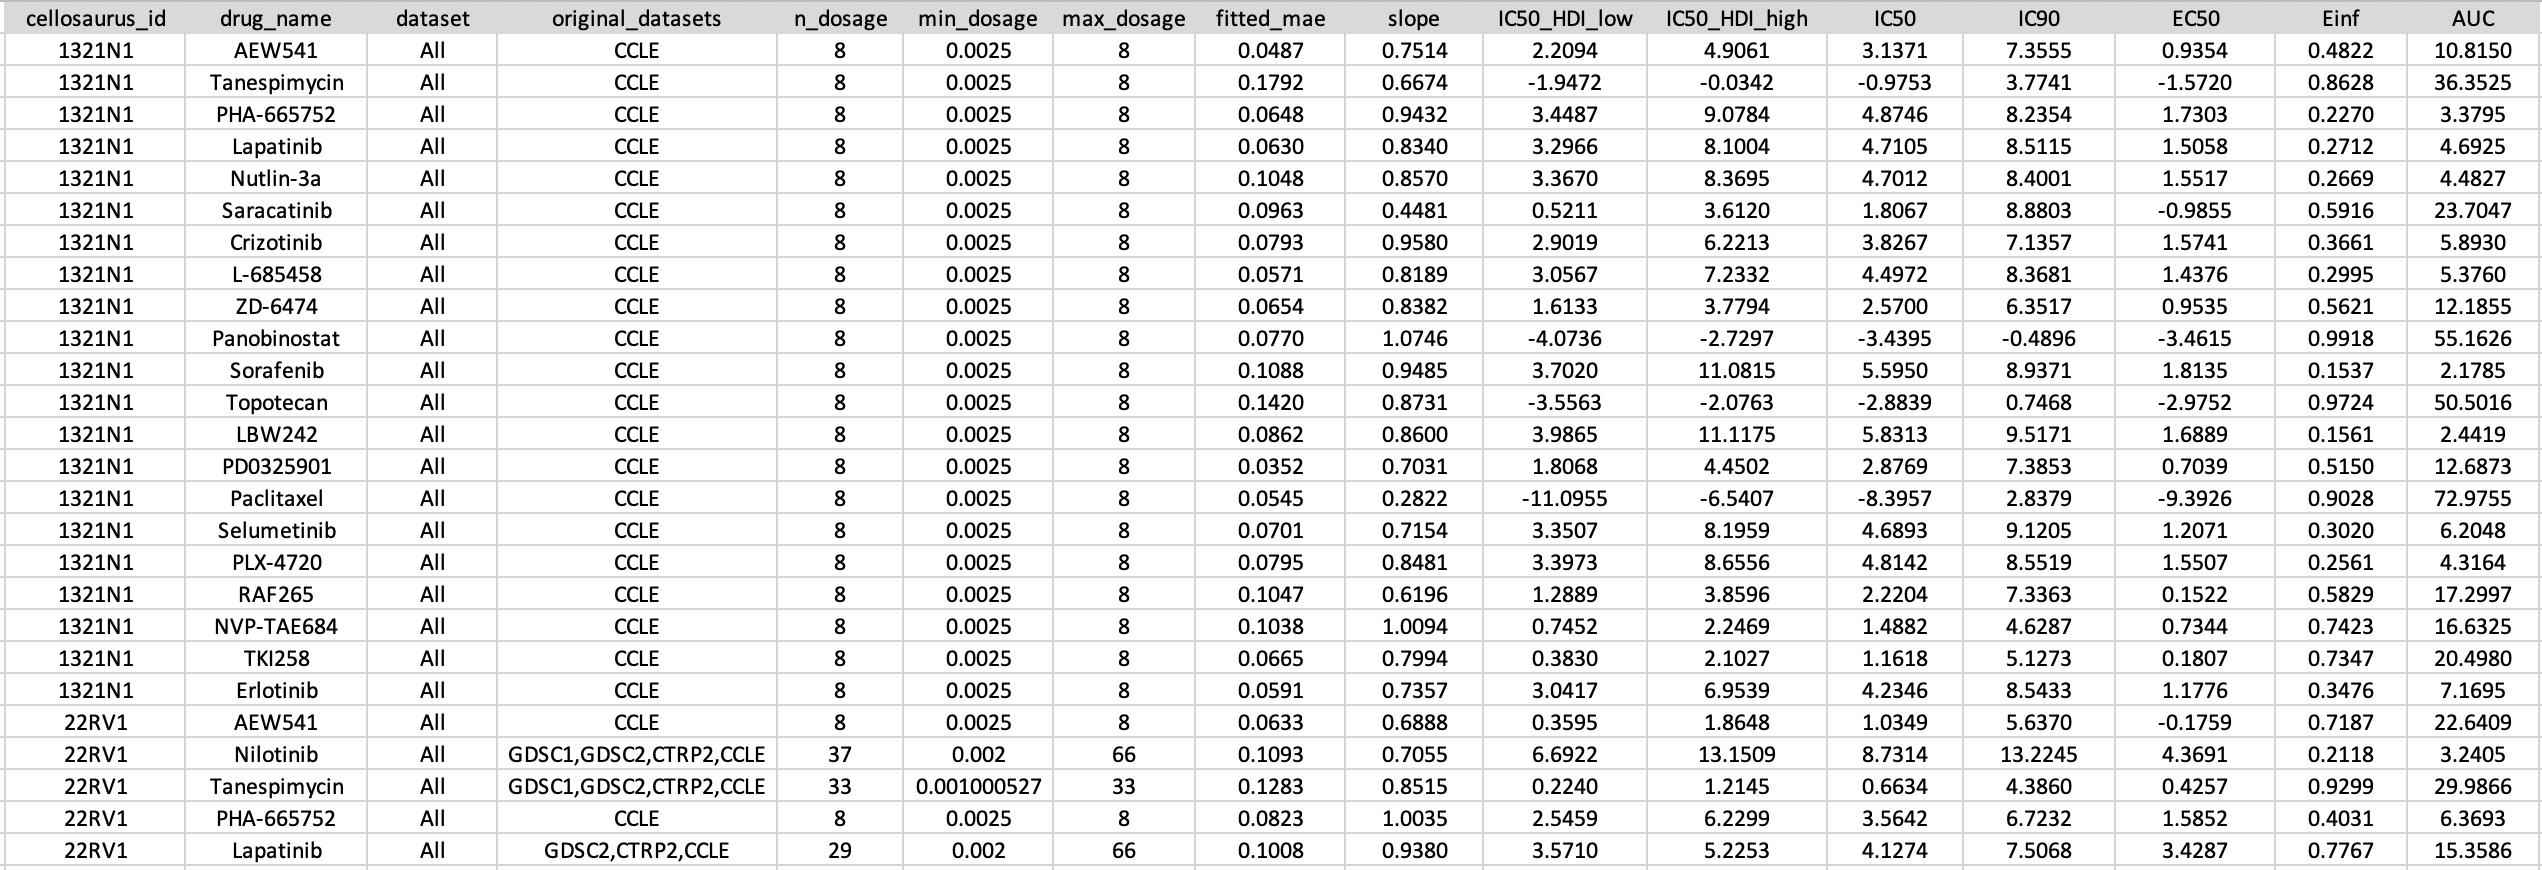 cellosaurus_id drug_name dataset original_datasets n_dosage min_dosage max_dosage fitted_mae slope IC50_HDI_low IC50_HDI_high IC50 IC90 EC50 Einf AUC
1321N1 AEW541 All CCLE 8 0.0025 8 0.0487 0.7514 2.2094 4.9061 3.1371 7.3555 0.9354 0.4822 10.8150
1321N1 Tanespimycin All CCLE 8 0.0025 8 0.1792 0.6674 -1.9472 -0.0342 -0.9753 3.7741 -1.5720 0.8628 36.3525
1321N1 PHA-665752 All CCLE 8 0.0025 8 0.0648 0.9432 3.4487 9.0784 4.8746 8.2354 1.7303 0.2270 3.3795
1321N1 Lapatinib All CCLE 8 0.0025 8 0.0630 0.8340 3.2966 8.1004 4.7105 8.5115 1.5058 0.2712 4.6925
1321N1 Nutlin-3a All CCLE 8 0.0025 8 0.1048 0.8570 3.3670 8.3695 4.7012 8.4001 1.5517 0.2669 4.4827
1321N1 Saracatinib All CCLE 8 0.0025 8 0.0963 0.4481 0.5211 3.6120 1.8067 8.8803 -0.9855 0.5916 23.7047
1321N1 Crizotinib All CCLE 8 0.0025 8 0.0793 0.9580 2.9019 6.2213 3.8267 7.1357 1.5741 0.3661 5.8930
1321N1 L-685458 All CCLE 8 0.0025 8 0.0571 0.8189 3.0567 7.2332 4.4972 8.3681 1.4376 0.2995 5.3760
1321N1 ZD-6474 All CCLE 8 0.0025 8 0.0654 0.8382 1.6133 3.7794 2.5700 6.3517 0.9535 0.5621 12.1855
1321N1 Panobinostat All CCLE 8 0.0025 8 0.0770 1.0746 -4.0736 -2.7297 -3.4395 -0.4896 -3.4615 0.9918 55.1626
1321N1 Sorafenib All CCLE 8 0.0025 8 0.1088 0.9485 3.7020 11.0815 5.5950 8.9371 1.8135 0.1537 2.1785
1321N1 Topotecan All CCLE 8 0.0025 8 0.1420 0.8731 -3.5563 -2.0763 -2.8839 0.7468 -2.9752 0.9724 50.5016
1321N1 LBW242 All CCLE 8 0.0025 8 0.0862 0.8600 3.9865 11.1175 5.8313 9.5171 1.6889 0.1561 2.4419
1321N1 PD0325901 All CCLE 8 0.0025 8 0.0352 0.7031 1.8068 4.4502 2.8769 7.3853 0.7039 0.5150 12.6873
1321N1 Paclitaxel All CCLE 8 0.0025 8 0.0545 0.2822 -11.0955 -6.5407 -8.3957 2.8379 -9.3926 0.9028 72.9755
1321N1 Selumetinib All CCLE 8 0.0025 8 0.0701 0.7154 3.3507 8.1959 4.6893 9.1205 1.2071 0.3020 6.2048
1321N1 PLX-4720 All CCLE 8 0.0025 8 0.0795 0.8481 3.3973 8.6556 4.8142 8.5519 1.5507 0.2561 4.3164
1321N1 RAF265 All CCLE 8 0.0025 8 0.1047 0.6196 1.2889 3.8596 2.2204 7.3363 0.1522 0.5829 17.2997
1321N1 NVP-TAE684 All CCLE 8 0.0025 8 0.1038 1.0094 0.7452 2.2469 1.4882 4.6287 0.7344 0.7423 16.6325
1321N1 TKI258 All CCLE 8 0.0025 8 0.0665 0.7994 0.3830 2.1027 1.1618 5.1273 0.1807 0.7347 20.4980
1321N1 Erlotinib All CCLE 8 0.0025 8 0.0591 0.7357 3.0417 6.9539 4.2346 8.5433 1.1776 0.3476 7.1695
22RV1 AEW541 All CCLE 8 0.0025 8 0.0633 0.6888 0.3595 1.8648 1.0349 5.6370 -0.1759 0.7187 22.6409
22RV1 Nilotinib All GDSC1,GDSC2,CTRP2,CCLE 37 0.002 66 0.1093 0.7055 6.6922 13.1509 8.7314 13.2245 4.3691 0.2118 3.2405
22RV1 Tanespimycin All GDSC1,GDSC2,CTRP2,CCLE 33 0.001000527 33 0.1283 0.8515 0.2240 1.2145 0.6634 4.3860 0.4257 0.9299 29.9866
22RV1 PHA-665752 All CCLE 8 0.0025 8 0.0823 1.0035 2.5459 6.2299 3.5642 6.7232 1.5852 0.4031 6.3693
22RV1 Lapatinib All GDSC2,CTRP2,CCLE 29 0.002 66 0.1008 0.9380 3.5710 5.2253 4.1274 7.5068 3.4287 0.7767 15.3586